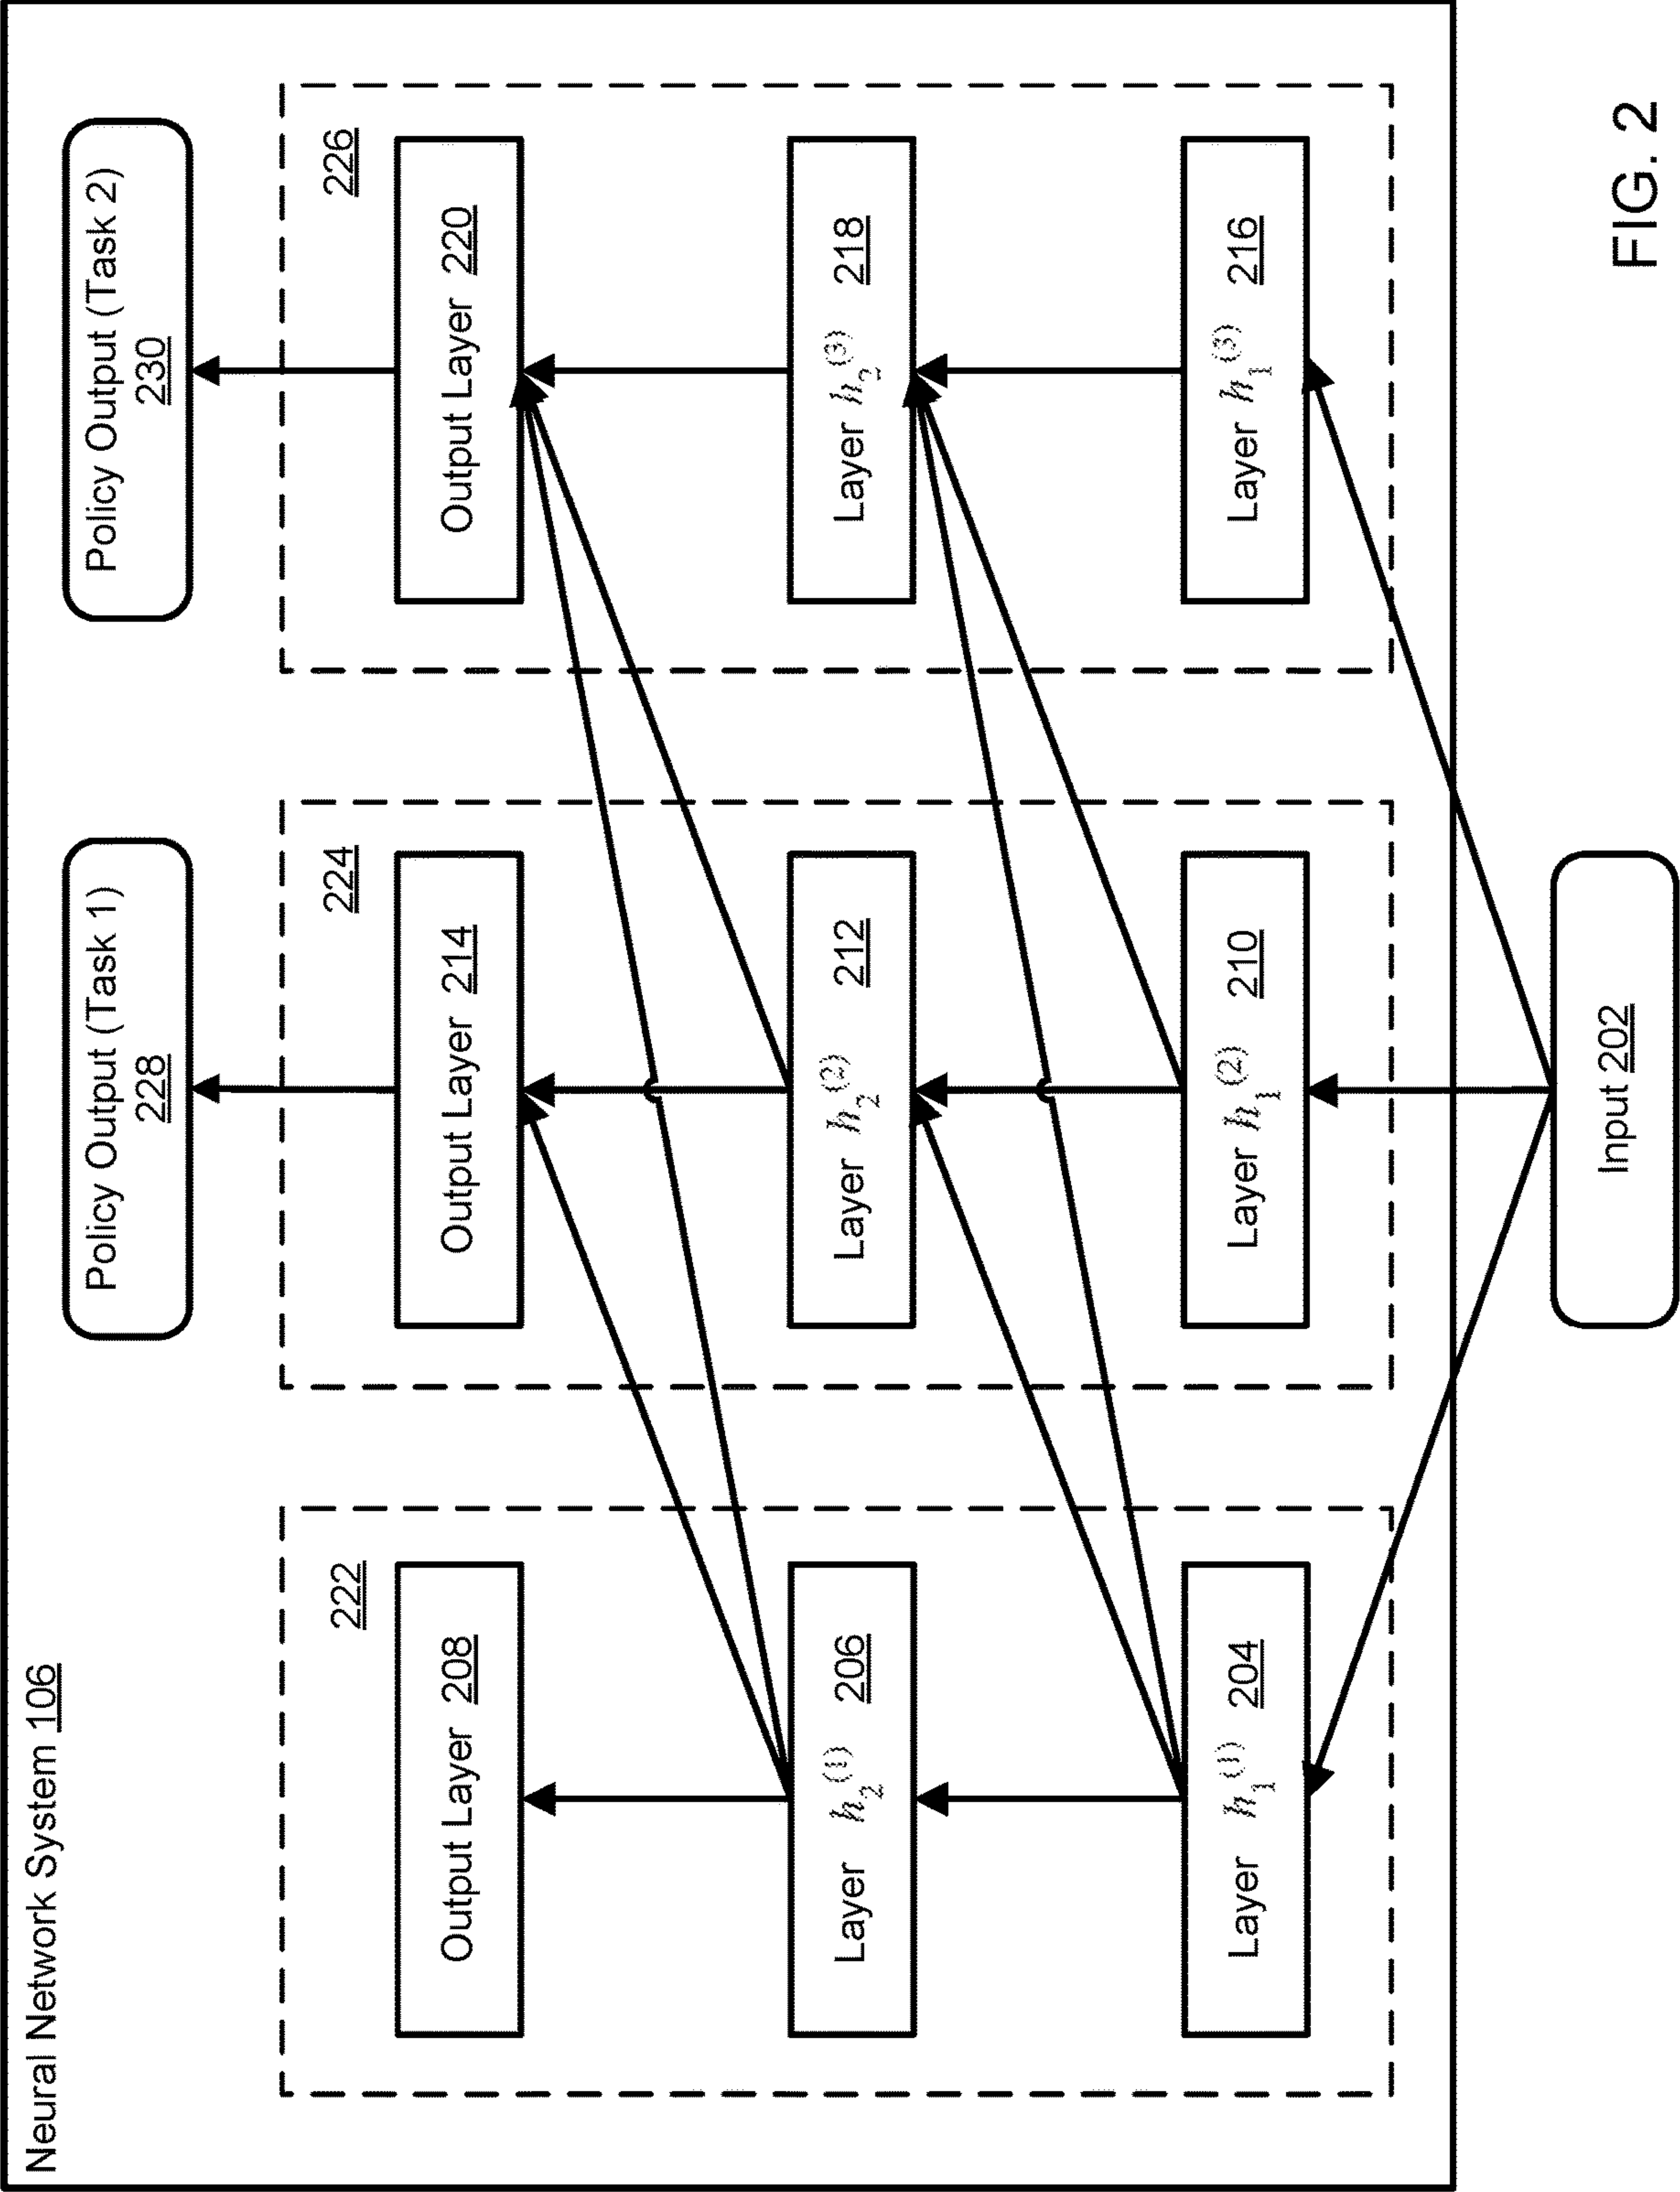 Neural Network System 106
Policy Output (Task 1)
228
Policy Output (Task 2)
230
222
224
226
Output Layer 208
Output Layer 214
Output Layer 220
Layer h₂⁽¹⁾ 206
Layer h₂⁽²⁾ 212
Layer h₂⁽³⁾ 218
Layer h₁⁽¹⁾ 204
Layer h₁⁽²⁾ 210
Layer h₁⁽³⁾ 216
Input 202
FIG. 2